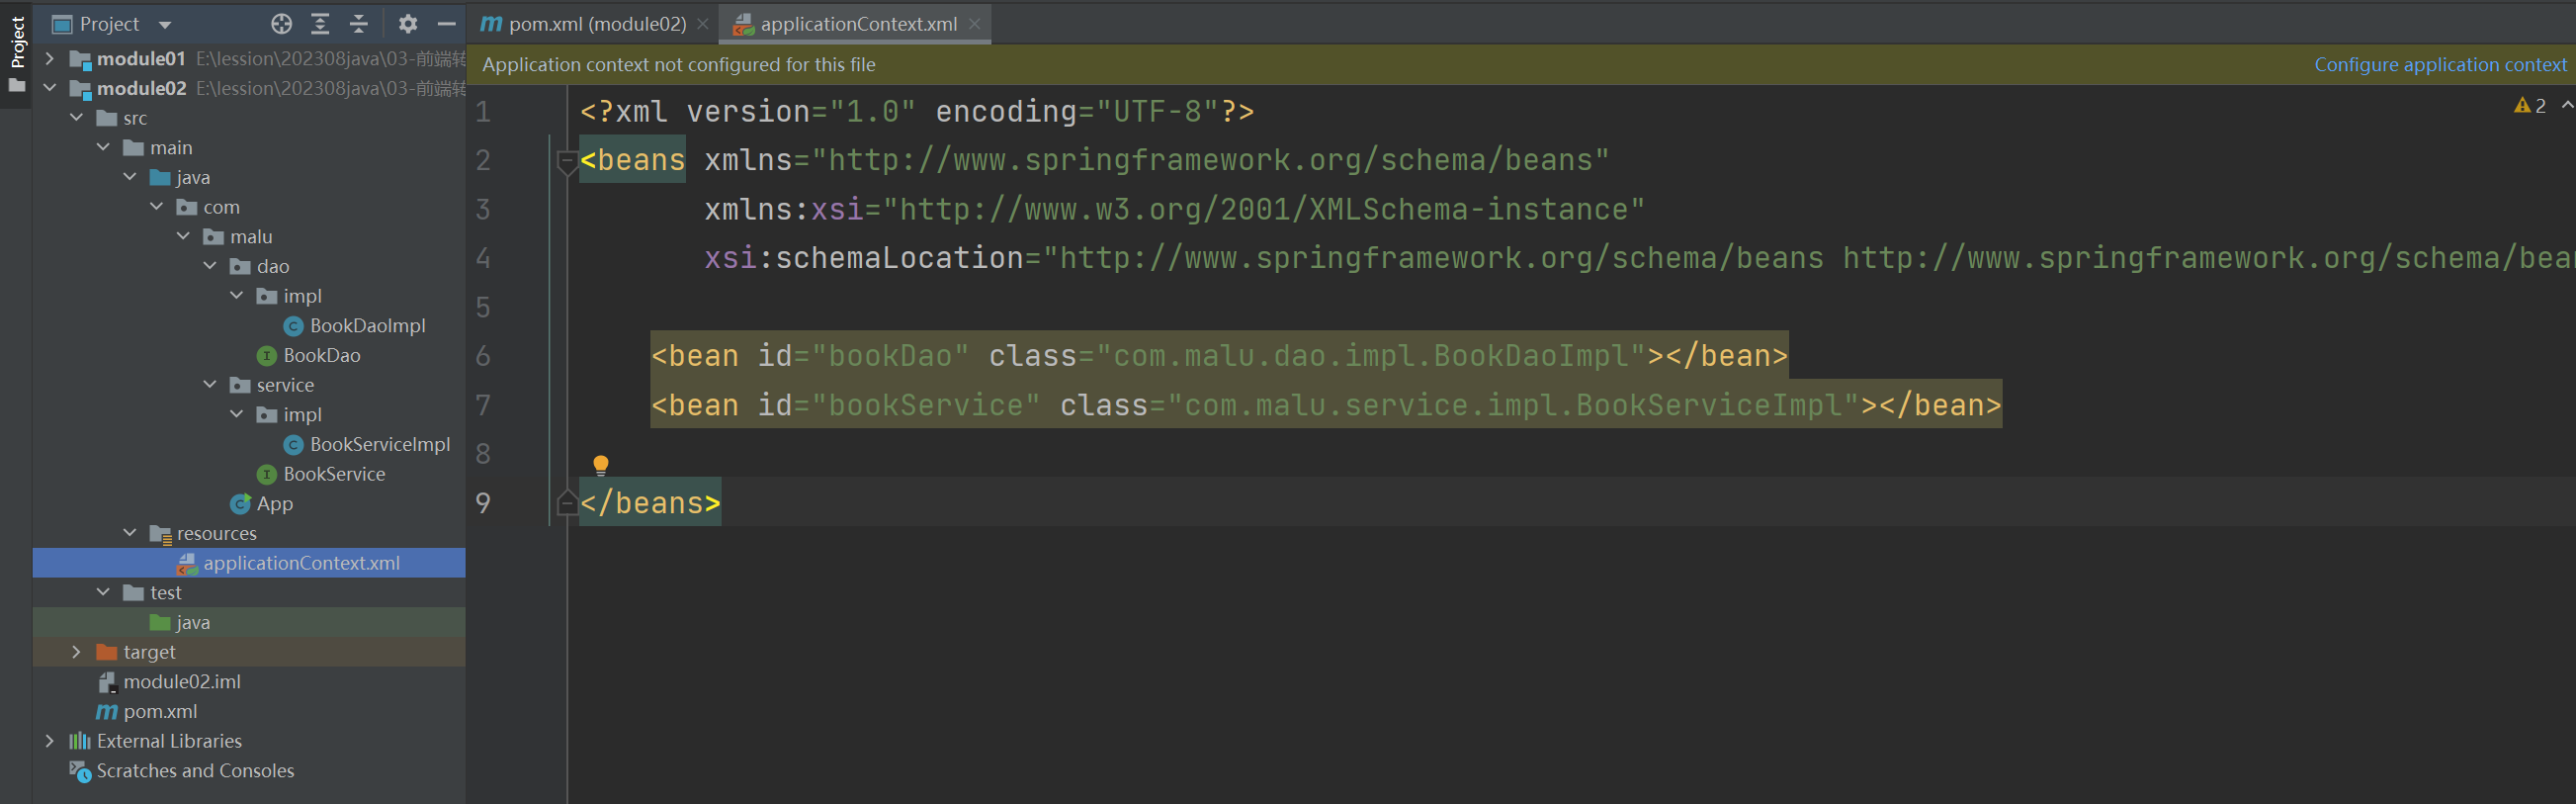 Project
Project
module01 E:\lession\202308java\03-前端转
module02 E:\lession\202308java\03-前端转
src
main
java
com
malu
dao
impl
BookDaoImpl
BookDao
service
impl
BookServiceImpl
BookService
App
resources
applicationContext.xml
test
java
target
module02.iml
pom.xml
External Libraries
Scratches and Consoles
pom.xml (module02)
applicationContext.xml
Application context not configured for this file
Configure application context
2
1 <?xml version="1.0" encoding="UTF-8"?>
2 <beans xmlns="http://www.springframework.org/schema/beans"
3 xmlns:xsi="http://www.w3.org/2001/XMLSchema-instance"
4 xsi:schemaLocation="http://www.springframework.org/schema/beans http://www.springframework.org/schema/bea
5
6 <bean id="bookDao" class="com.malu.dao.impl.BookDaoImpl"></bean>
7 <bean id="bookService" class="com.malu.service.impl.BookServiceImpl"></bean>
8
9 </beans>